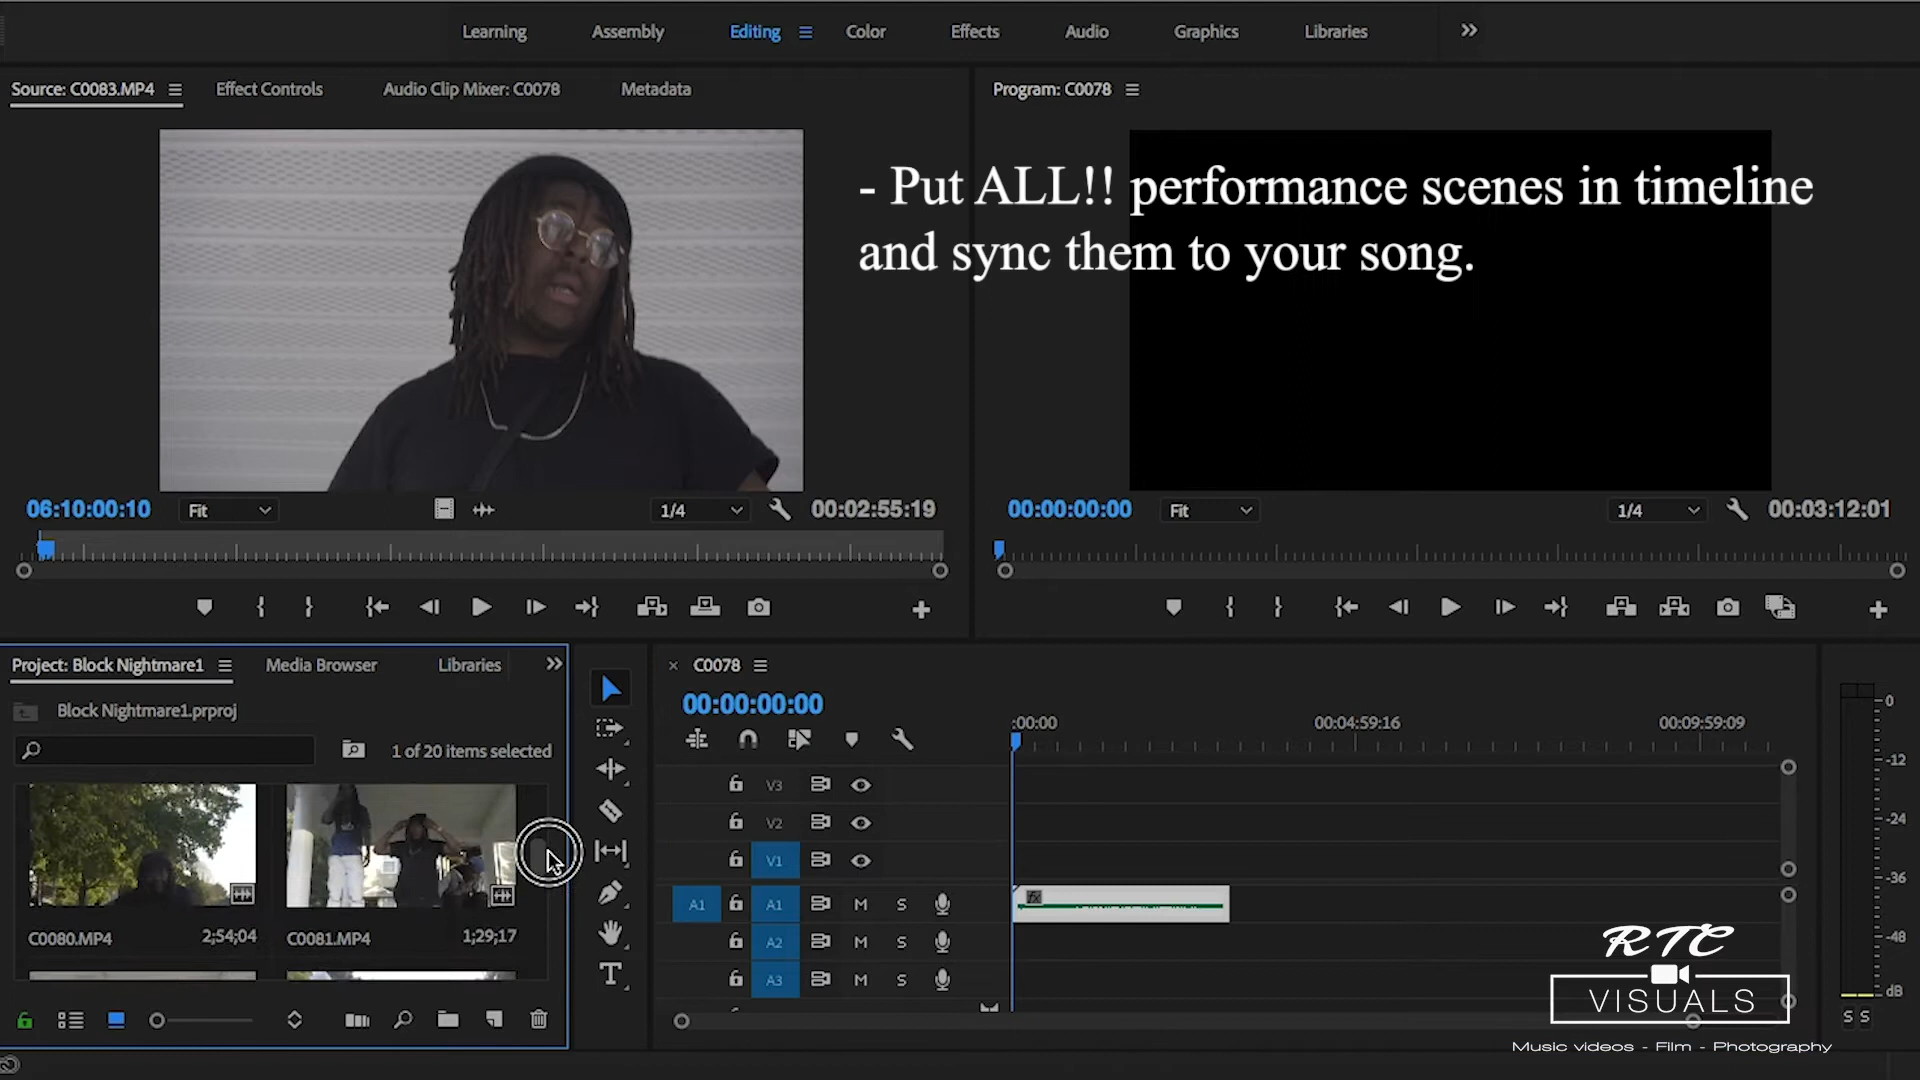 Learning Assembly Editing Color Effects Audio Graphics Libraries
Source: C0083.MP4 Effect Controls Audio Clip Mixer: C0078 Metadata
Program: C0078
- Put ALL!! performance scenes in timeline
and sync them to your song.
06:10:00:10 Fit 1/4 00:02:55:19
00:00:00:00 Fit 1/4 00:03:12:01
Project: Block Nightmare1 Media Browser Libraries
Block Nightmare1.prproj
1 of 20 items selected
C0080.MP4 2;54;04
C0081.MP4 1;29;17
C0078
00:00:00:00
:00:00 00:04:59:16 00:09:59:09
V3
V2
V1
A1 A1 M S
A2 M S
A3 M S
fx
T
0
-12
-24
-36
-48
dB
S S
RTC
VISUALS
Music videos - Film - Photography